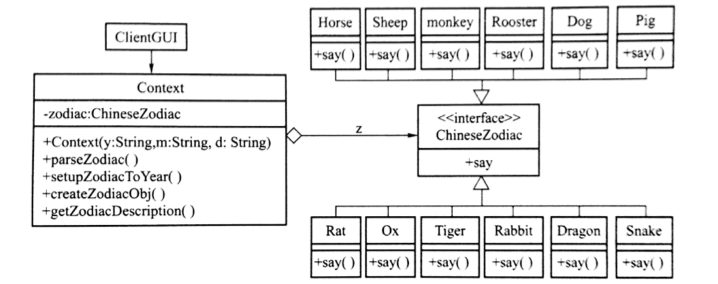 ClientGUI
Context
-zodiac:ChineseZodiac
+Context(y:String,m:String, d: String)
+parseZodiac( )
+setupZodiacToYear( )
+createZodiacObj( )
+getZodiacDescription( )
z
Horse
+say( )
Sheep
+say( )
monkey
+say( )
Rooster
+say( )
Dog
+say( )
Pig
+say( )
<<interface>>
ChineseZodiac
+say
Rat
+say( )
Ox
+say( )
Tiger
+say( )
Rabbit
+say( )
Dragon
+say( )
Snake
+say( )